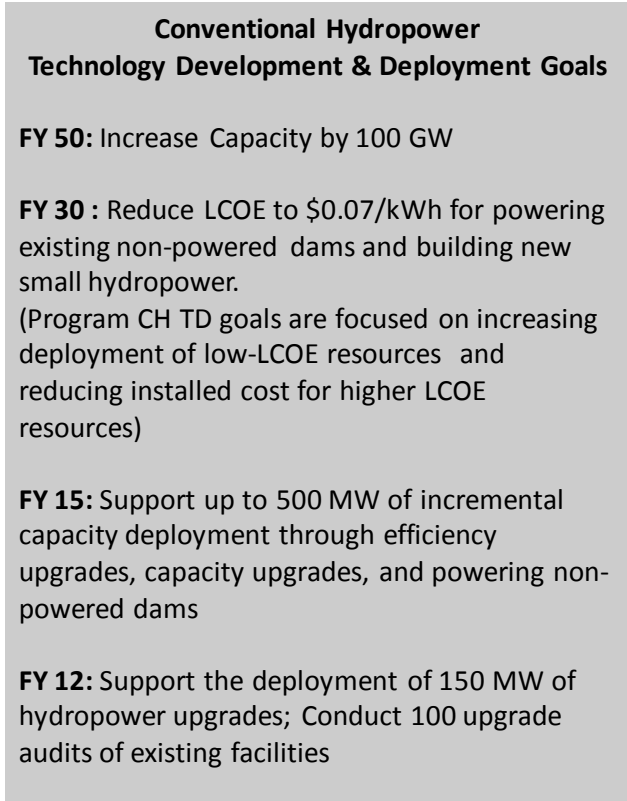 Conventional Hydropower
Technology Development & Deployment Goals
FY 50: Increase Capacity by 100 GW
FY 30 : Reduce LCOE to $0.07/kWh for powering
existing non-powered dams and building new
small hydropower.
(Program CH TD goals are focused on increasing
deployment of low-LCOE resources and
reducing installed cost for higher LCOE
resources)
FY 15: Support up to 500 MW of incremental
capacity deployment through efficiency
upgrades, capacity upgrades, and powering non-
powered dams
FY 12: Support the deployment of 150 MW of
hydropower upgrades; Conduct 100 upgrade
audits of existing facilities